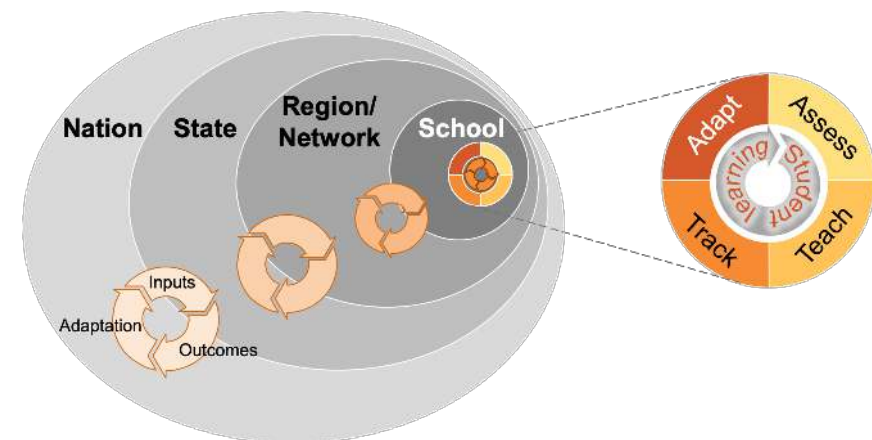 Nation
State
Region/
Network
School
Inputs
Adaptation
Outcomes
Adapt
Assess
Student
learning
Track
Teach